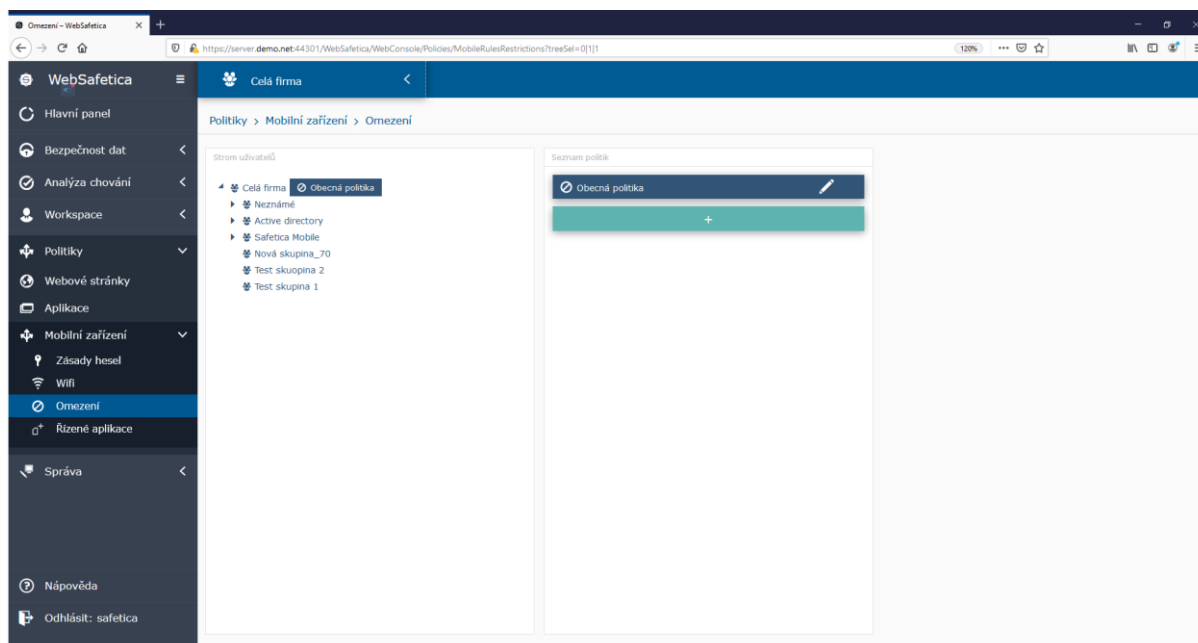 Omezení – WebSafetica
https://server.demo.net:44301/WebSafetica/WebConsole/Policies/MobileRulesRestrictions?treeSel=0|1|1
120%
WebSafetica
Celá firma
Hlavní panel
Bezpečnost dat
Analýza chování
Workspace
Politiky
Webové stránky
Aplikace
Mobilní zařízení
Zásady hesel
Wifi
Omezení
Řízené aplikace
Správa
Nápověda
Odhlásit: safetica
Politiky > Mobilní zařízení > Omezení
Strom uživatelů
Celá firma Obecná politika
Neznámé
Active directory
Safetica Mobile
Nová skupina_70
Test skuopina 2
Test skupina 1
Seznam politik
Obecná politika
+